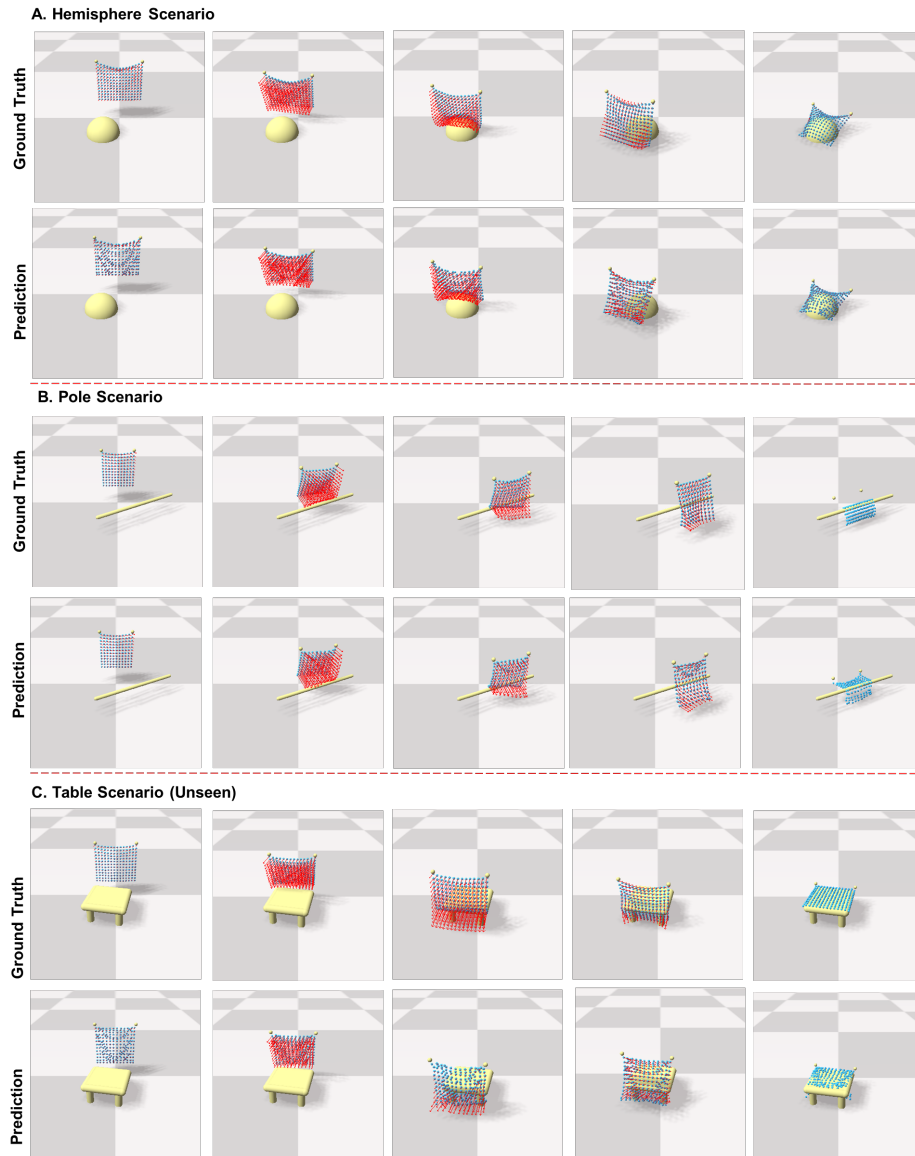 A. Hemisphere Scenario
Ground Truth
Prediction
B. Pole Scenario
Ground Truth
Prediction
C. Table Scenario (Unseen)
Ground Truth
Prediction